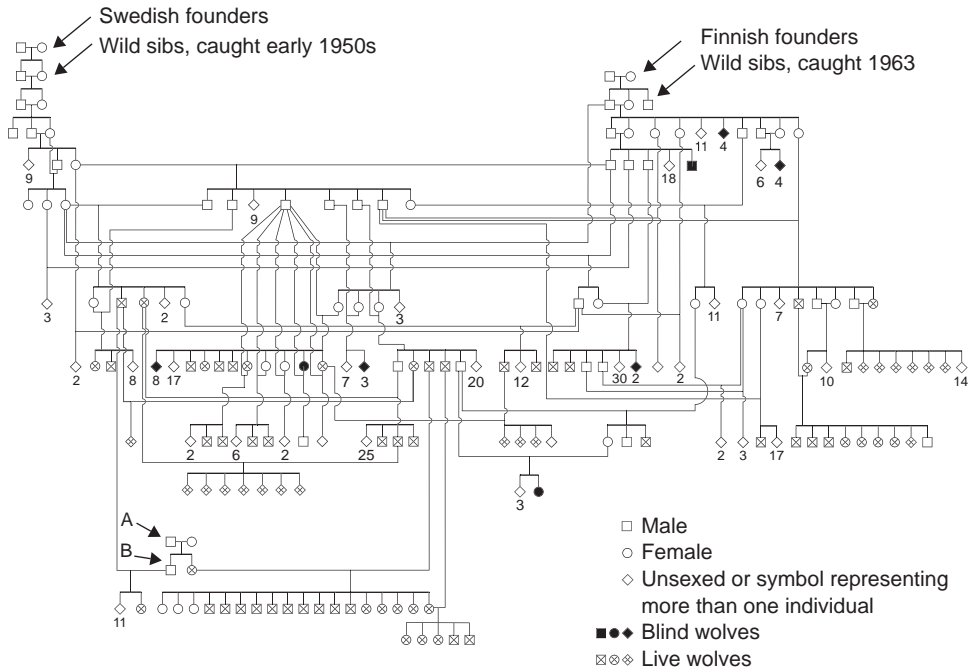 Swedish founders
Wild sibs, caught early 1950s
Finnish founders
Wild sibs, caught 1963
11 4
9 18 6 4
9
3 2 3 11 7
2 8 8 17 7 3 20 12 30 2 2 10 14
2 6 2 25 2 3 17
3
A
B
11
Male
Female
Unsexed or symbol representing
more than one individual
Blind wolves
Live wolves